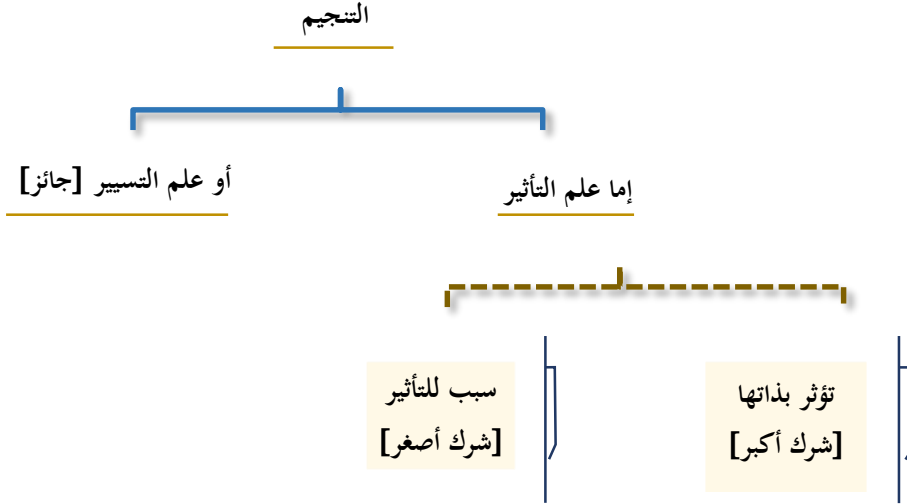 التنجيم
إما علم التأثير
أو علم التسيير [جائز]
تؤثر بذاتها
[شرك أكبر]
سبب للتأثير
[شرك أصغر]